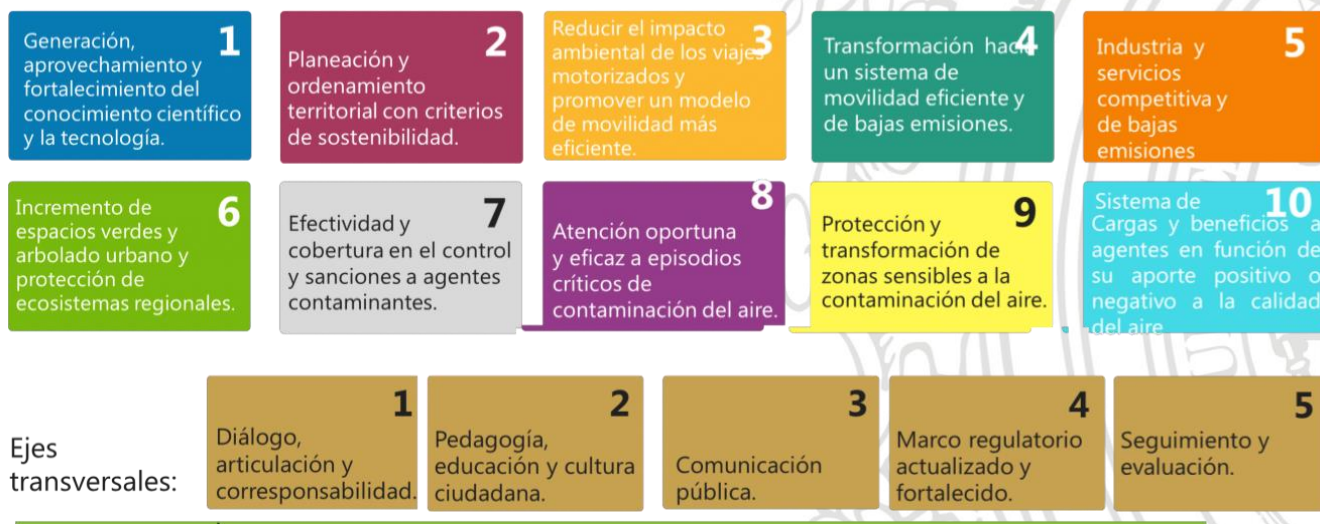 1
Generación,
aprovechamiento y
fortalecimiento del
conocimiento científico
y la tecnología.
2
Planeación y
ordenamiento
territorial con criterios
de sostenibilidad.
3
Reducir el impacto
ambiental de los viajes
motorizados y
promover un modelo
de movilidad más
eficiente.
4
Transformación
un sistema de
movilidad eficiente y
de bajas emisiones.
5
Industria y
servicios
competitiva y
de bajas
emisiones
6
Incremento de
espacios verdes y
arbolado urbano y
protección de
ecosistemas regionales.
7
Efectividad y
cobertura en el control
y sanciones a agentes
contaminantes.
8
Atención oportuna
y eficaz a episodios
críticos de
contaminación del aire.
9
Protección y
transformación de
zonas sensibles a la
contaminación del aire.
10
Sistema de
Cargas y beneficios a
agentes en función de
su aporte positivo o
negativo a la calidad
del aire
Ejes
transversales:
1
Diálogo,
articulación y
corresponsabilidad.
2
Pedagogía,
educación y cultura
ciudadana.
3
Comunicación
pública.
4
Marco regulatorio
actualizado y
fortalecido.
5
Seguimiento y
evaluación.